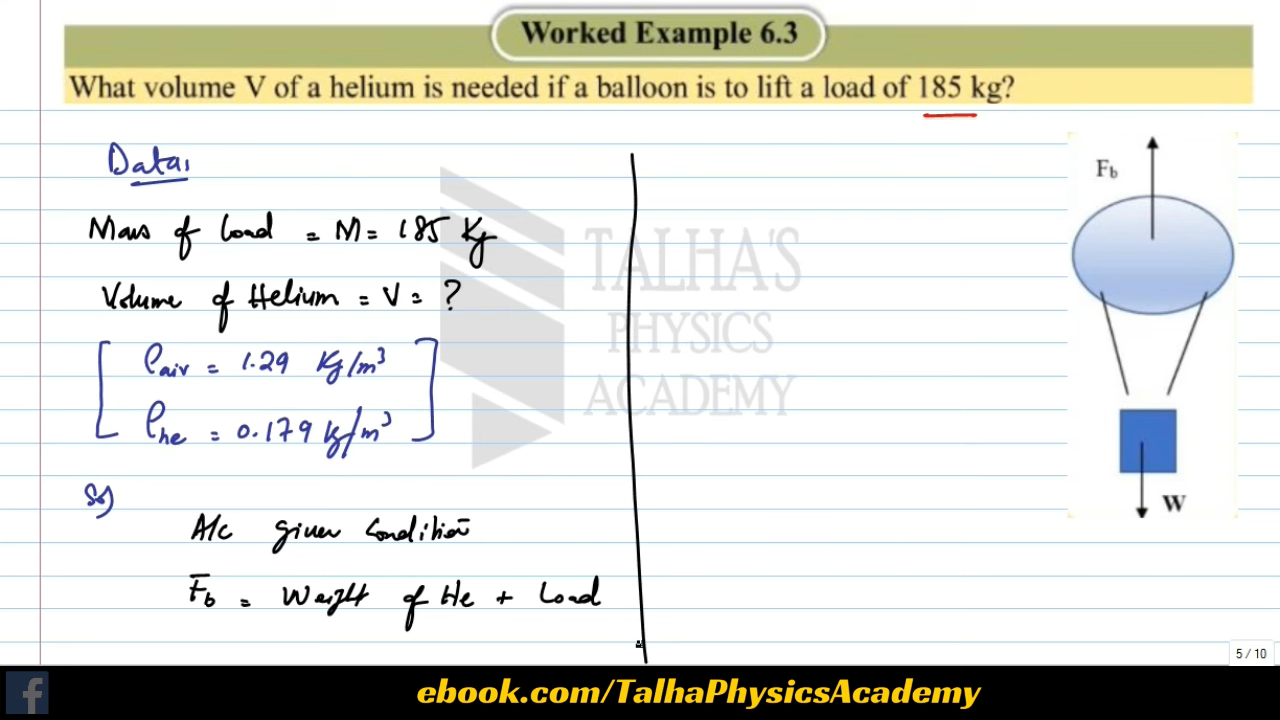 Worked Example 6.3
What volume V of a helium is needed if a balloon is to lift a load of 185 kg?
Data:
Mass of load = M = 185 Kg
Volume of Helium = V = ?
ρair = 1.29 Kg/m³
ρhe = 0.179 Kg/m³
Sol
A/c given condition
Fb = Weight of He + Load
Fb
W
TALHA'S
PHYSICS
ACADEMY
5 / 10
ebook.com/TalhaPhysicsAcademy